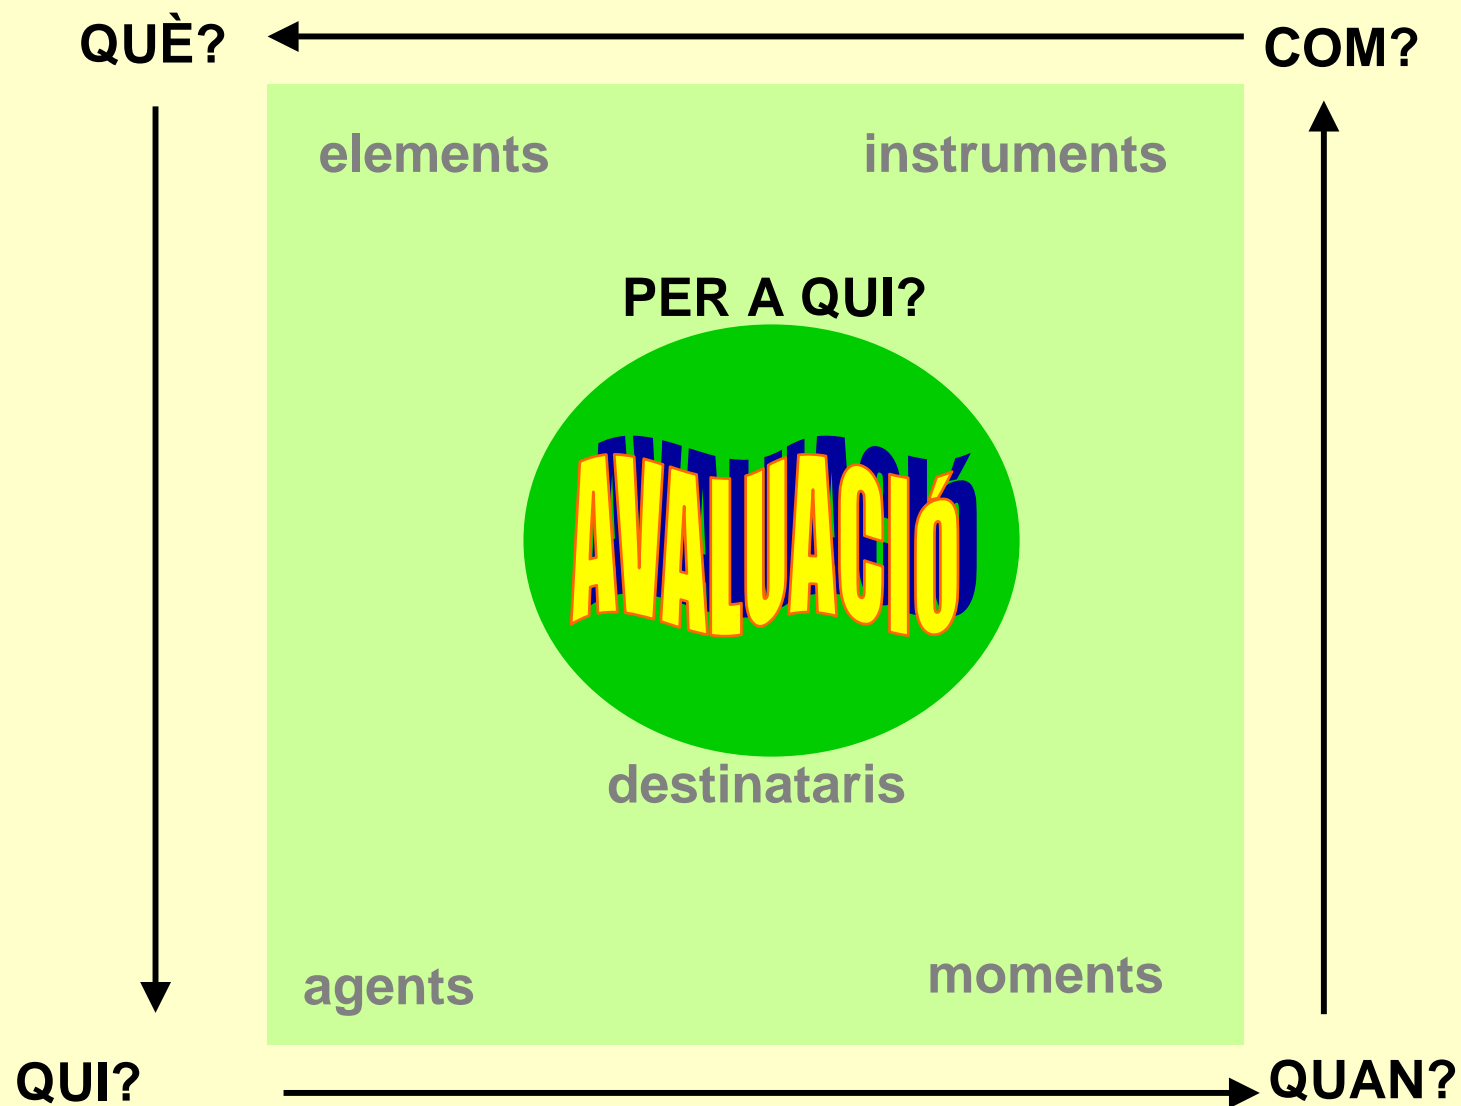 QUÈ?
COM?
elements
instruments
PER A QUI?
AVALUACIÓ
destinataris
agents
moments
QUI?
QUAN?